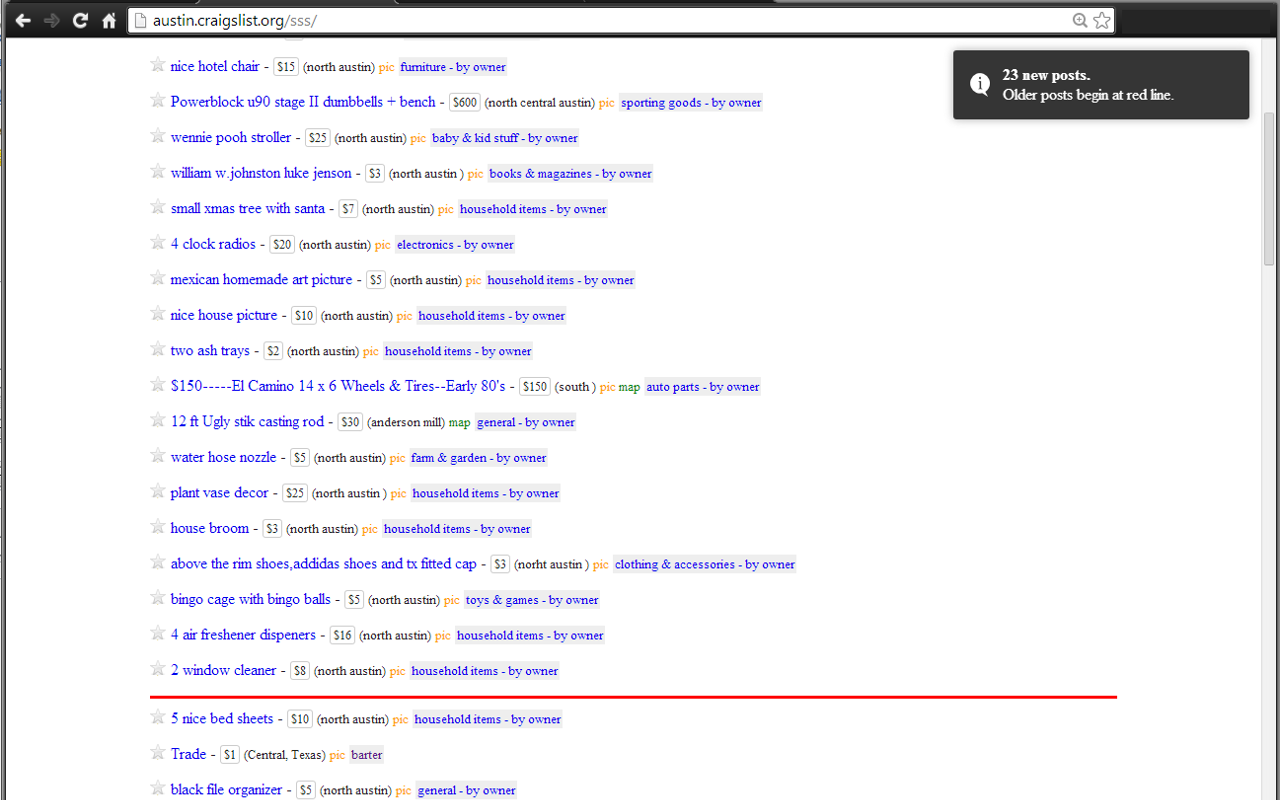 austin.craigslist.org/sss/
23 new posts.
Older posts begin at red line.
nice hotel chair - $15 (north austin) pic furniture - by owner
Powerblock u90 stage II dumbbells + bench - $600 (north central austin) pic sporting goods - by owner
wennie pooh stroller - $25 (north austin) pic baby & kid stuff - by owner
william w.johnston luke jenson - $3 (north austin ) pic books & magazines - by owner
small xmas tree with santa - $7 (north austin) pic household items - by owner
4 clock radios - $20 (north austin) pic electronics - by owner
mexican homemade art picture - $5 (north austin) pic household items - by owner
nice house picture - $10 (north austin) pic household items - by owner
two ash trays - $2 (north austin) pic household items - by owner
$150-----El Camino 14 x 6 Wheels & Tires--Early 80's - $150 (south ) pic map auto parts - by owner
12 ft Ugly stik casting rod - $30 (anderson mill) map general - by owner
water hose nozzle - $5 (north austin) pic farm & garden - by owner
plant vase decor - $25 (north austin ) pic household items - by owner
house broom - $3 (north austin) pic household items - by owner
above the rim shoes,addidas shoes and tx fitted cap - $3 (norht austin ) pic clothing & accessories - by owner
bingo cage with bingo balls - $5 (north austin) pic toys & games - by owner
4 air freshener dispeners - $16 (north austin) pic household items - by owner
2 window cleaner - $8 (north austin) pic household items - by owner
5 nice bed sheets - $10 (north austin) pic household items - by owner
Trade - $1 (Central, Texas) pic barter
black file organizer - $5 (north austin) pic general - by owner